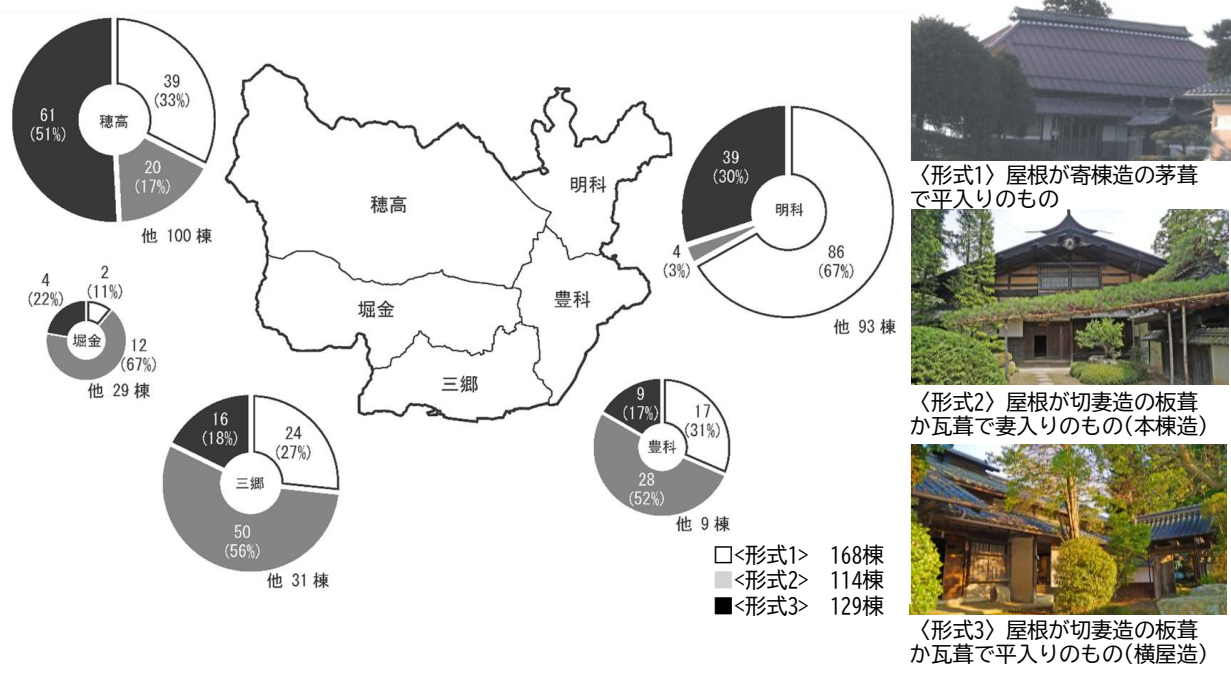 39
(33%)
61
(51%)
穂高
20
(17%)
他 100 棟
4
(22%)
2
(11%)
堀金
12
(67%)
他 29 棟
16
(18%)
24
(27%)
三郷
50
(56%)
他 31 棟
穂高
明科
堀金
豊科
三郷
39
(30%)
明科
4
(3%)
86
(67%)
他 93 棟
9
(17%)
17
(31%)
豊科
28
(52%)
他 9 棟
□<形式1> 168棟
■<形式2> 114棟
■<形式3> 129棟
〈形式1〉屋根が寄棟造の茅葺
で平入りのもの
〈形式2〉屋根が切妻造の板葺
か瓦葺で妻入りのもの(本棟造)
〈形式3〉屋根が切妻造の板葺
か瓦葺で平入りのもの(横屋造)